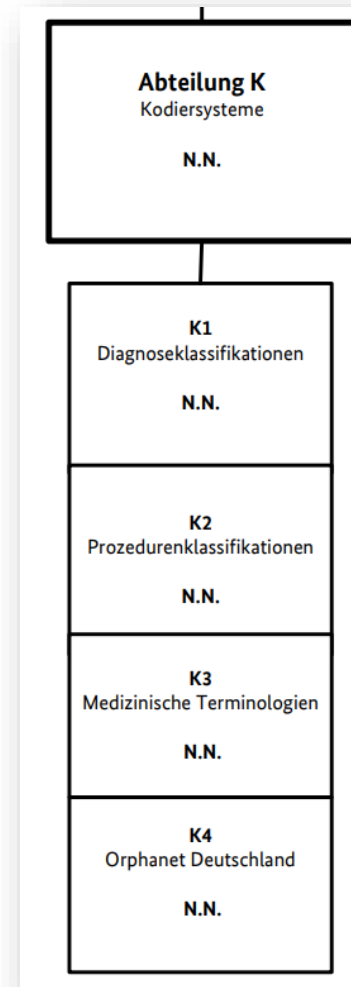 Abteilung K
Kodiersysteme
N.N.
K1
Diagnoseklassifikationen
N.N.
K2
Prozedurenklassifikationen
N.N.
K3
Medizinische Terminologien
N.N.
K4
Orphanet Deutschland
N.N.